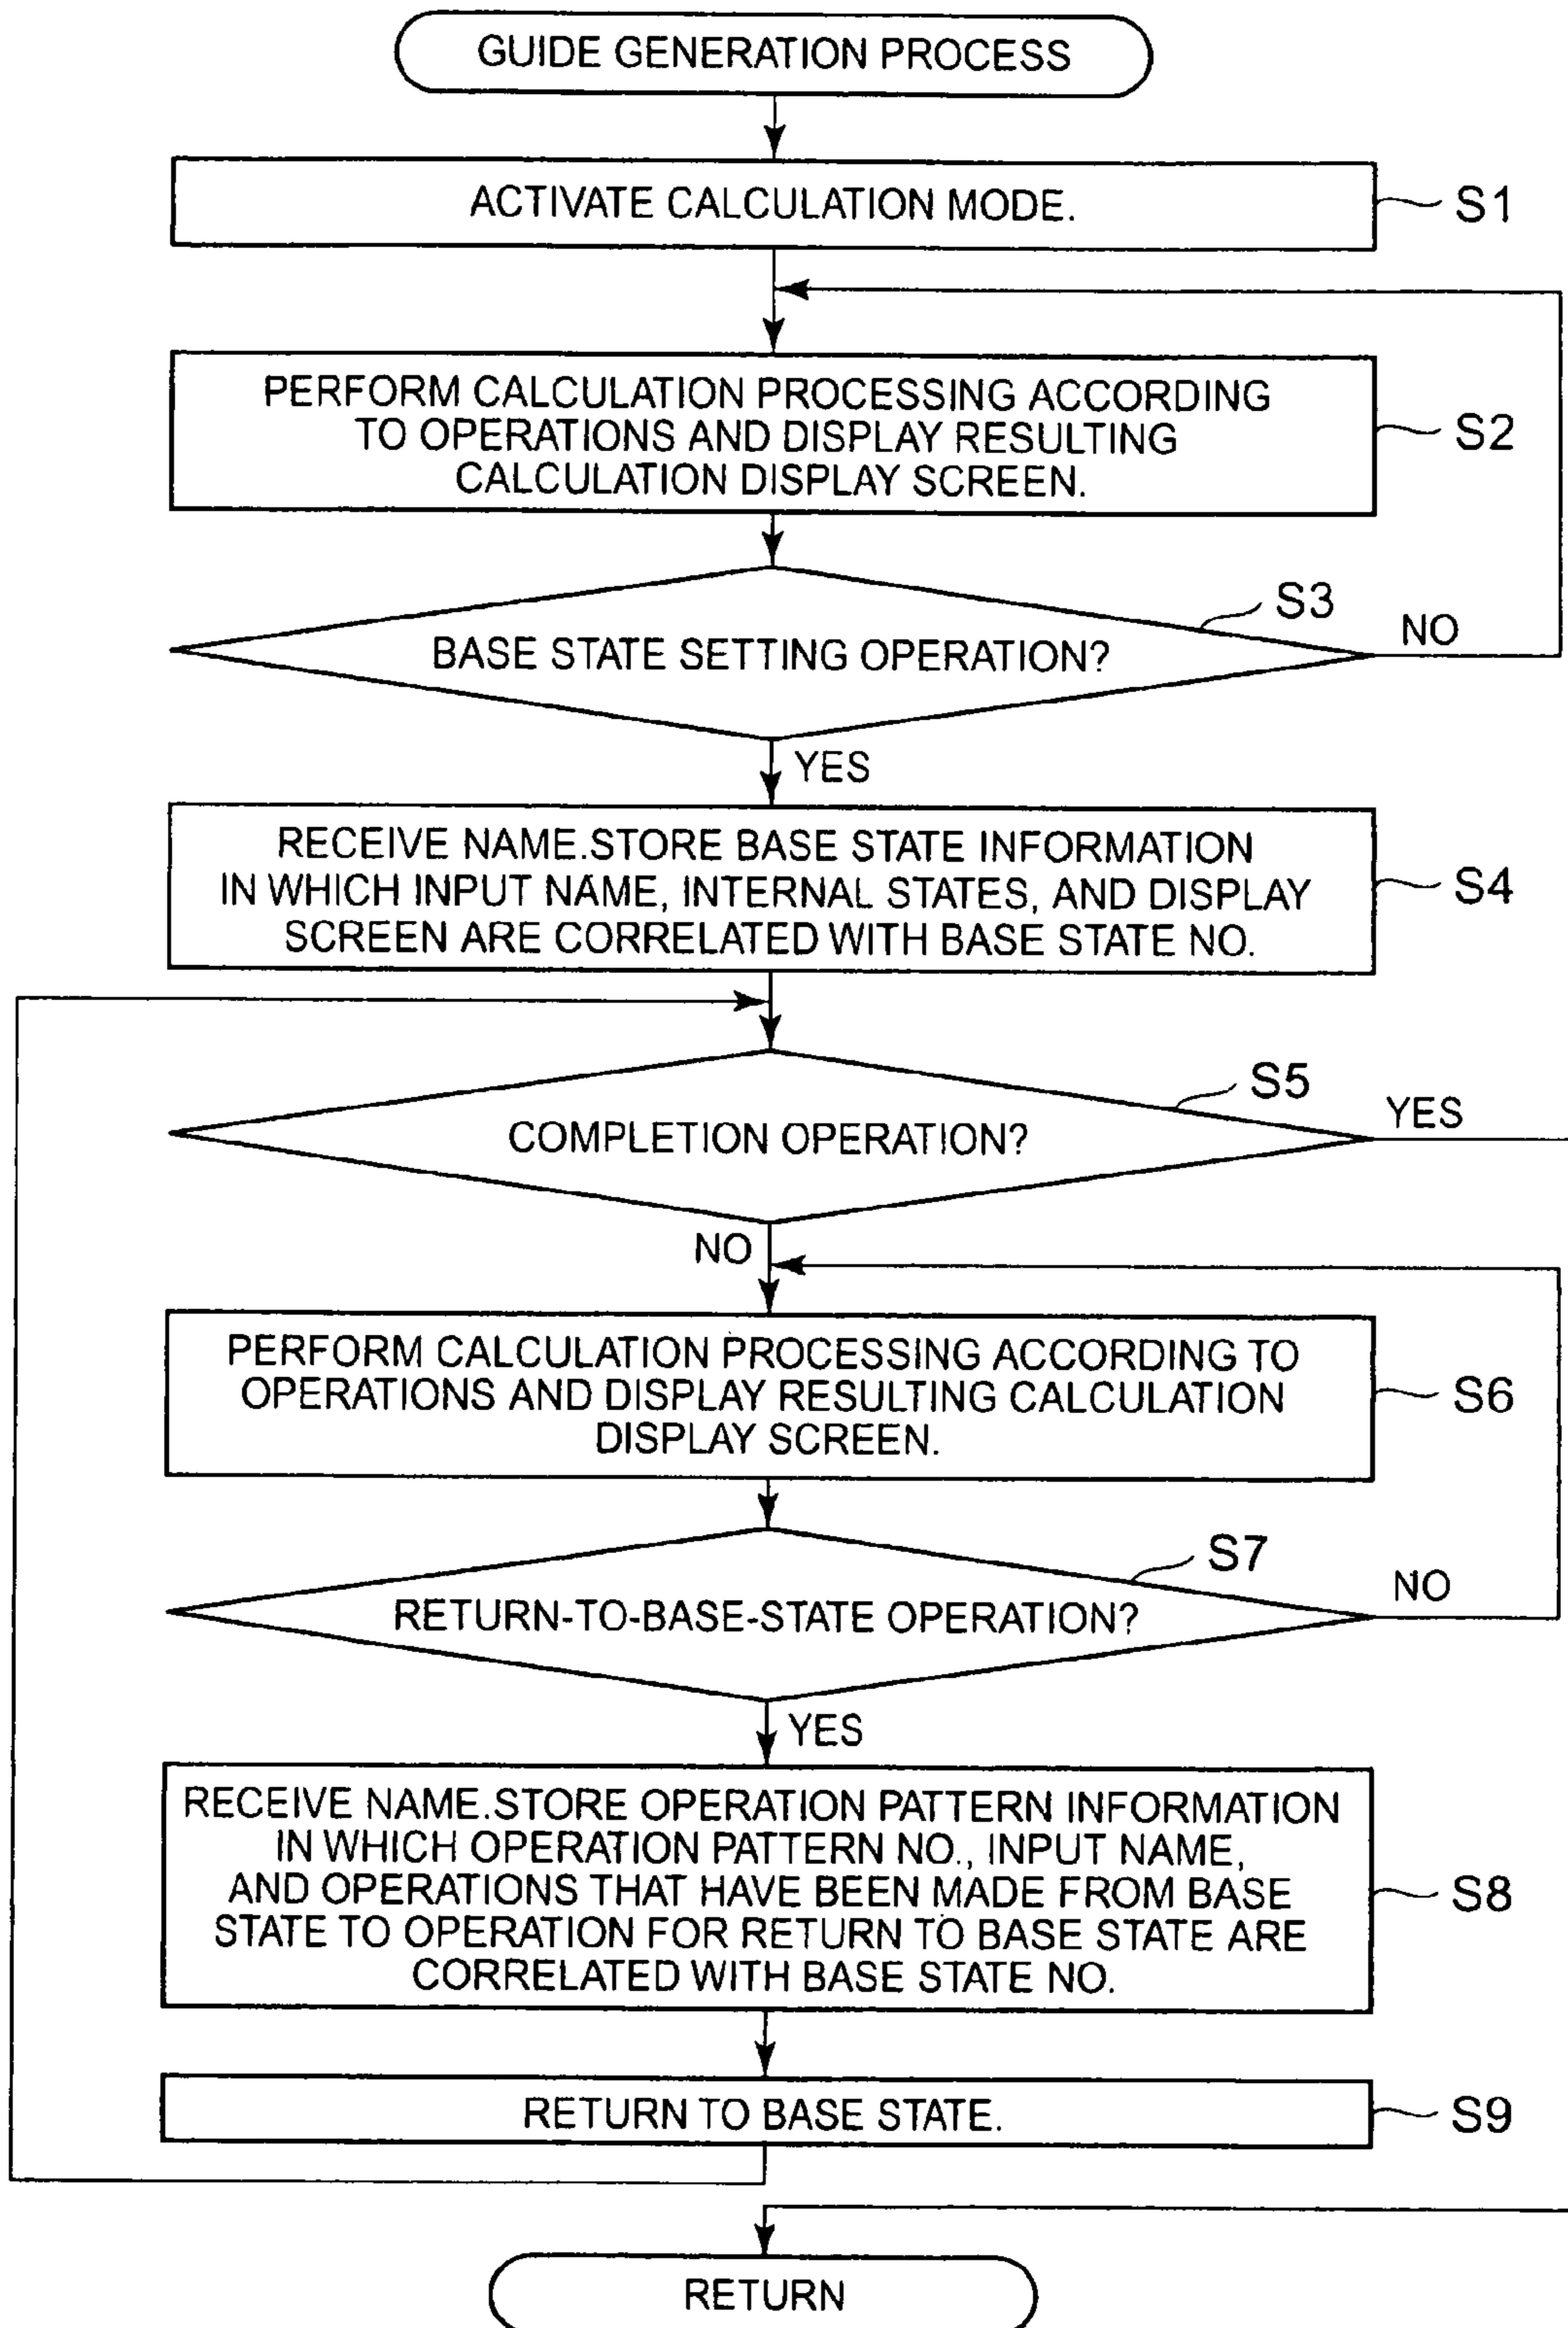 GUIDE GENERATION PROCESS
ACTIVATE CALCULATION MODE.
S1
PERFORM CALCULATION PROCESSING ACCORDING
TO OPERATIONS AND DISPLAY RESULTING
CALCULATION DISPLAY SCREEN.
S2
S3
BASE STATE SETTING OPERATION?
NO
YES
RECEIVE NAME.STORE BASE STATE INFORMATION
IN WHICH INPUT NAME, INTERNAL STATES, AND DISPLAY
SCREEN ARE CORRELATED WITH BASE STATE NO.
S4
S5
COMPLETION OPERATION?
YES
NO
PERFORM CALCULATION PROCESSING ACCORDING TO
OPERATIONS AND DISPLAY RESULTING CALCULATION
DISPLAY SCREEN.
S6
S7
RETURN-TO-BASE-STATE OPERATION?
NO
YES
RECEIVE NAME.STORE OPERATION PATTERN INFORMATION
IN WHICH OPERATION PATTERN NO., INPUT NAME,
AND OPERATIONS THAT HAVE BEEN MADE FROM BASE
STATE TO OPERATION FOR RETURN TO BASE STATE ARE
CORRELATED WITH BASE STATE NO.
S8
RETURN TO BASE STATE.
S9
RETURN